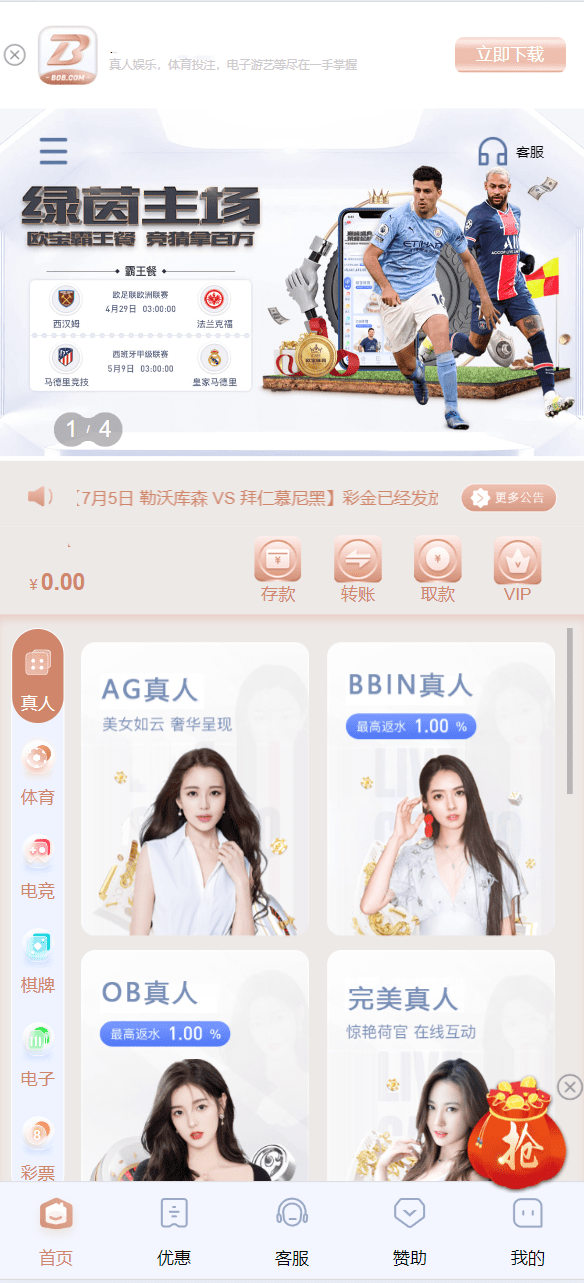 BOB.COM
真人娱乐，体育投注，电子游艺等尽在一手掌握
立即下载
客服
绿茵主场
欧宝霸王餐 竞猜拿百万
霸王餐
欧足联欧洲联赛
4月29日 03:00:00
西汉姆
法兰克福
西班牙甲级联赛
5月9日 03:00:00
马德里竞技
皇家马德里
ETIHAD
1 / 4
【7月5日 勒沃库森 VS 拜仁慕尼黑】彩金已经发放
更多公告
¥ 0.00
存款
转账
取款
VIP
真人
体育
电竞
棋牌
电子
彩票
AG真人
美女如云 奢华呈现
BBIN真人
最高返水 1.00 %
OB真人
最高返水 1.00 %
完美真人
惊艳荷官 在线互动
抢
首页
优惠
客服
赞助
我的